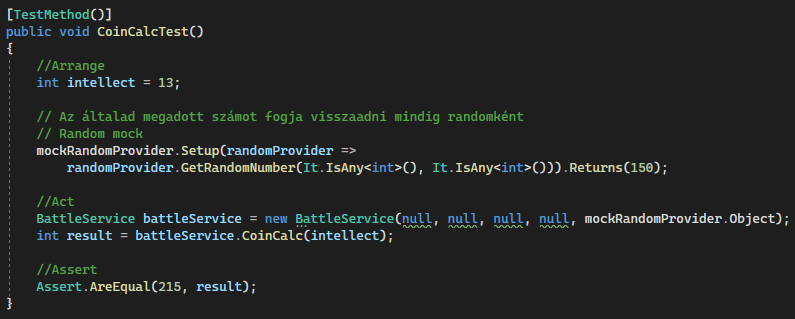 [TestMethod()]
public void CoinCalcTest()
{
//Arrange
int intellect = 13;
// Az általad megadott számot fogja visszaadni mindig randomként
// Random mock
mockRandomProvider.Setup(randomProvider =>
randomProvider.GetRandomNumber(It.IsAny<int>(), It.IsAny<int>())).Returns(150);
//Act
BattleService battleService = new BattleService(null, null, null, null, mockRandomProvider.Object);
int result = battleService.CoinCalc(intellect);
//Assert
Assert.AreEqual(215, result);
}